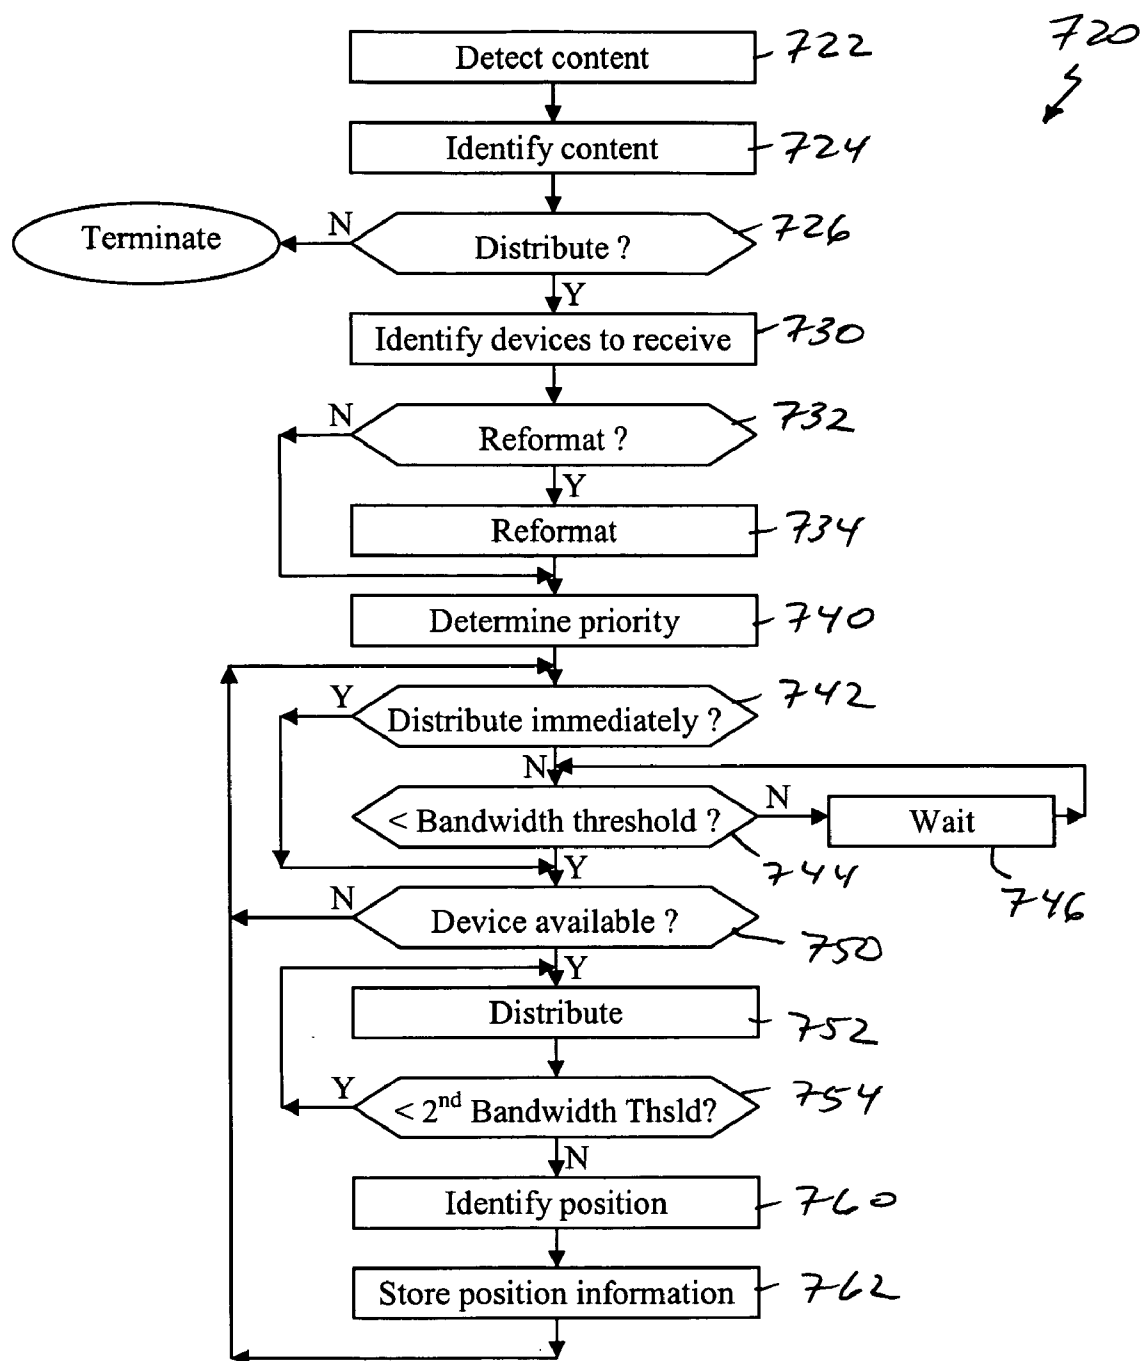 720
Detect content 722
Identify content 724
Terminate N Distribute ? 726
Y
Identify devices to receive 730
N Reformat ? 732
Y
Reformat 734
Determine priority 740
Y Distribute immediately ? 742
N
< Bandwidth threshold ? N Wait
744
746
Y
N Device available ? 750
Y
Distribute 752
Y < 2nd Bandwidth Thsld? 754
N
Identify position 760
Store position information 762